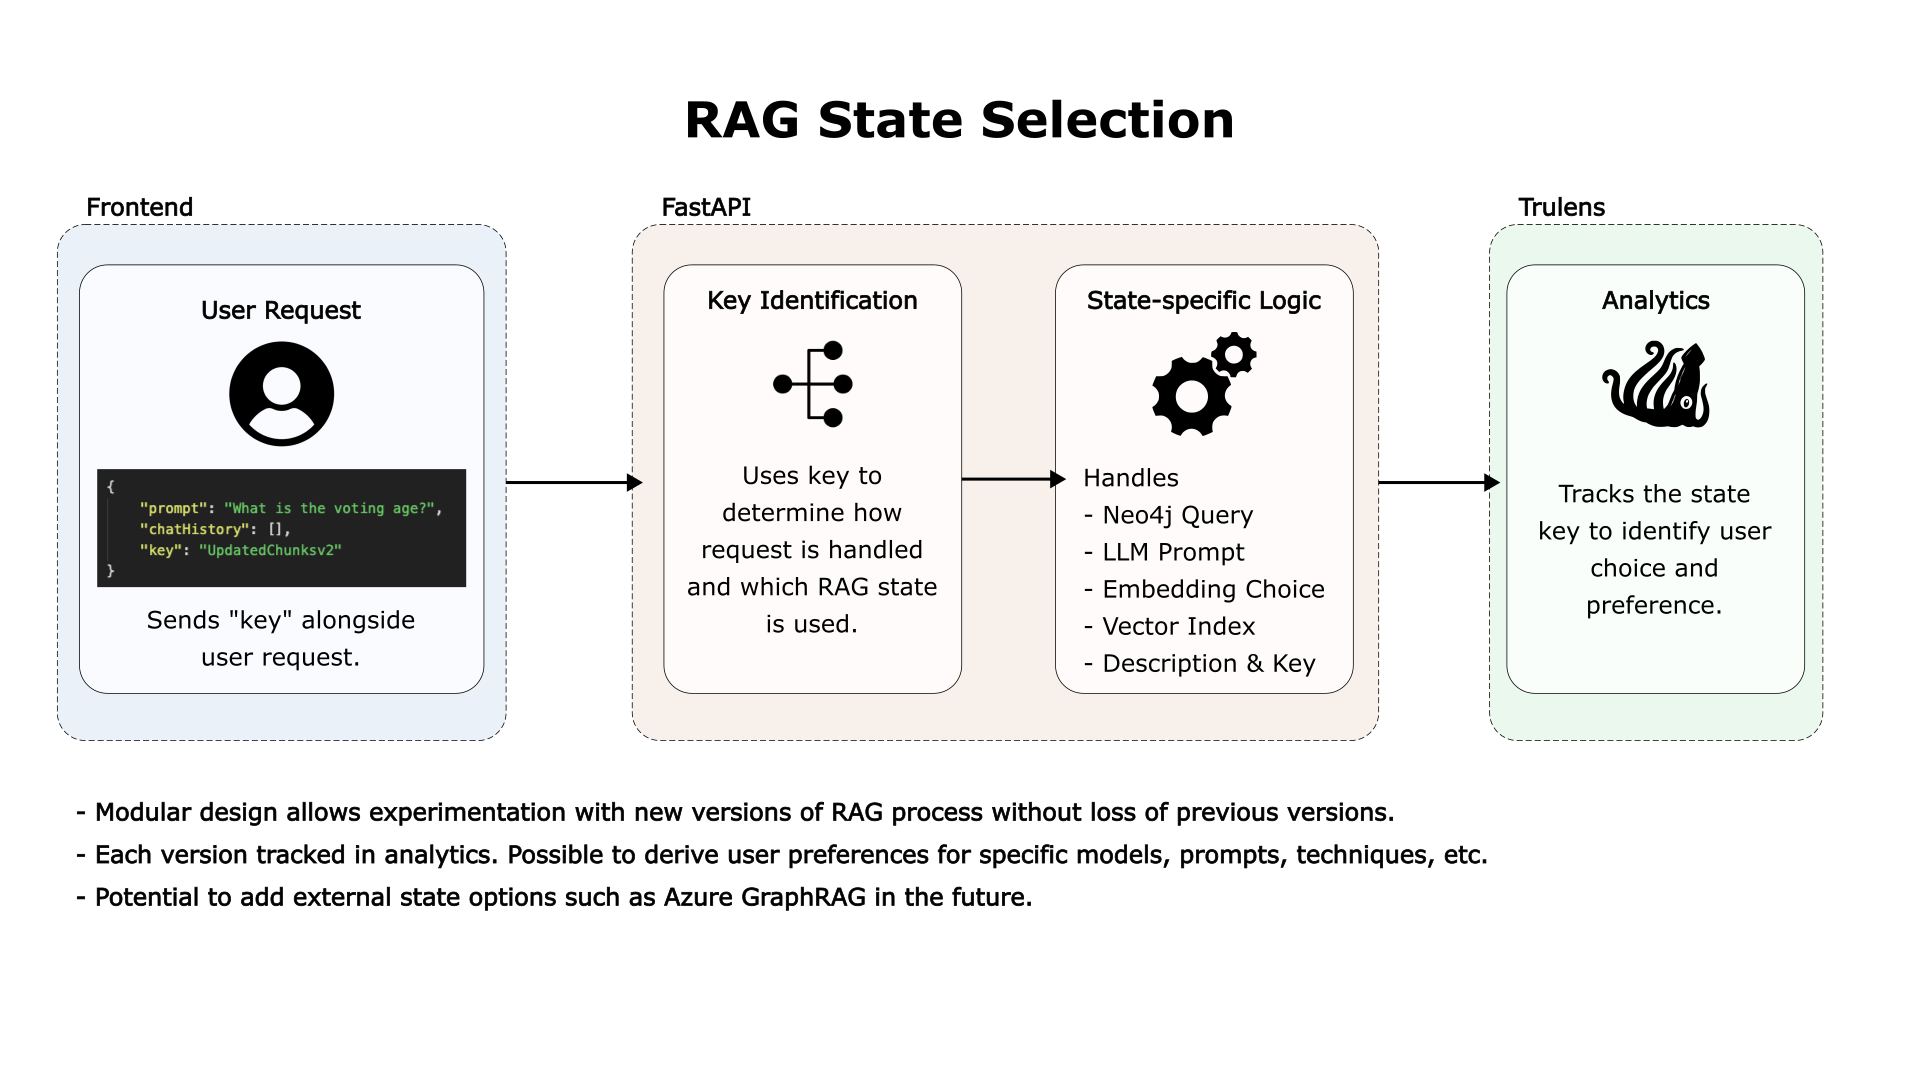 RAG State Selection
Frontend
User Request
{
"prompt": "What is the voting age?",
"chatHistory": [],
"key": "UpdatedChunksv2"
}
Sends "key" alongside
user request.
FastAPI
Key Identification
Uses key to
determine how
request is handled
and which RAG state
is used.
State-specific Logic
Handles
- Neo4j Query
- LLM Prompt
- Embedding Choice
- Vector Index
- Description & Key
Trulens
Analytics
Tracks the state
key to identify user
choice and
preference.
- Modular design allows experimentation with new versions of RAG process without loss of previous versions.
- Each version tracked in analytics. Possible to derive user preferences for specific models, prompts, techniques, etc.
- Potential to add external state options such as Azure GraphRAG in the future.